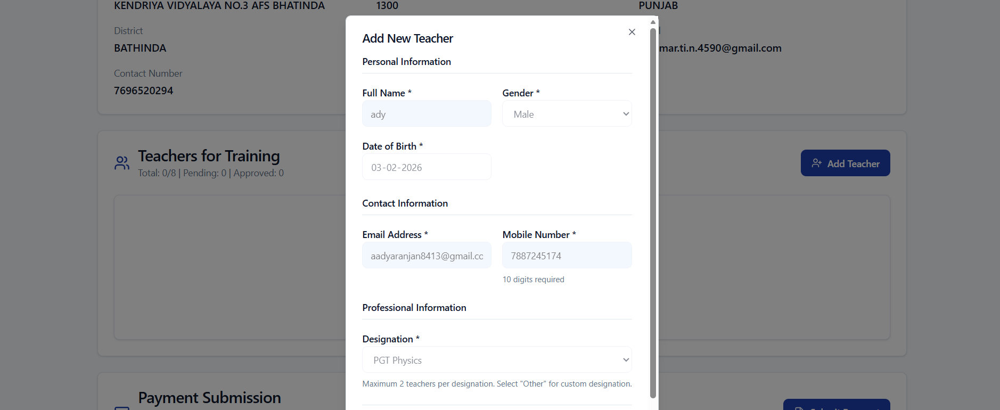 KENDRIYA VIDYALAYA NO.3 AFS BHATINDA
1300
PUNJAB
District
BATHINDA
mar.ti.n.4590@gmail.com
Contact Number
7696520294
Teachers for Training
Total: 0/8 | Pending: 0 | Approved: 0
Add Teacher
Payment Submission
Add New Teacher
Personal Information
Full Name *
Gender *
ady
Male
Date of Birth *
03-02-2026
Contact Information
Email Address *
Mobile Number *
aadyaranjan8413@gmail.co
7887245174
10 digits required
Professional Information
Designation *
PGT Physics
Maximum 2 teachers per designation. Select "Other" for custom designation.